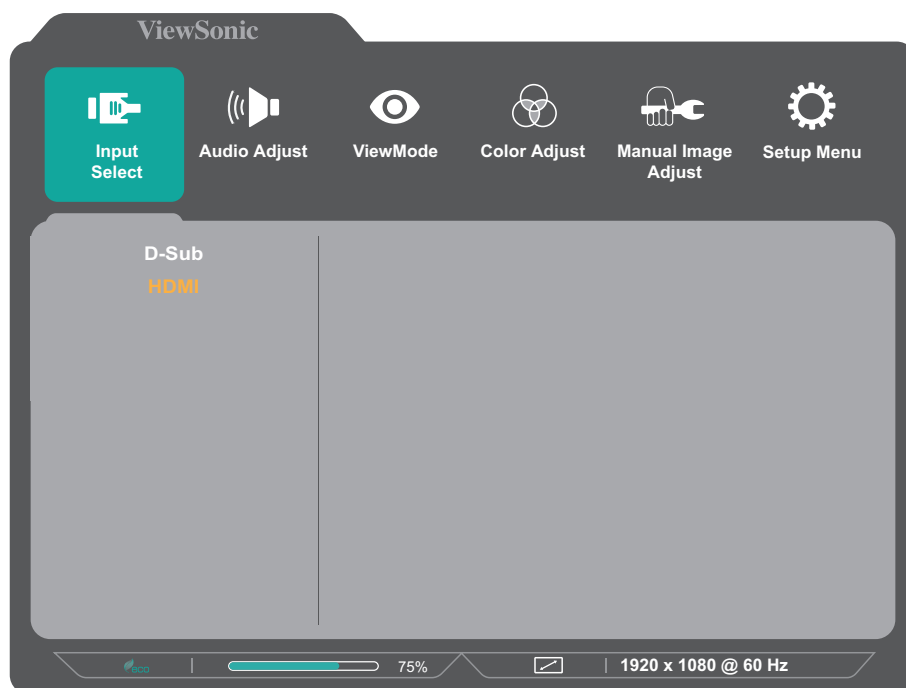 ViewSonic
Input
Select
Audio Adjust
ViewMode
Color Adjust
Manual Image
Adjust
Setup Menu
D-Sub
HDMI
ECO
75%
1920 x 1080 @ 60 Hz